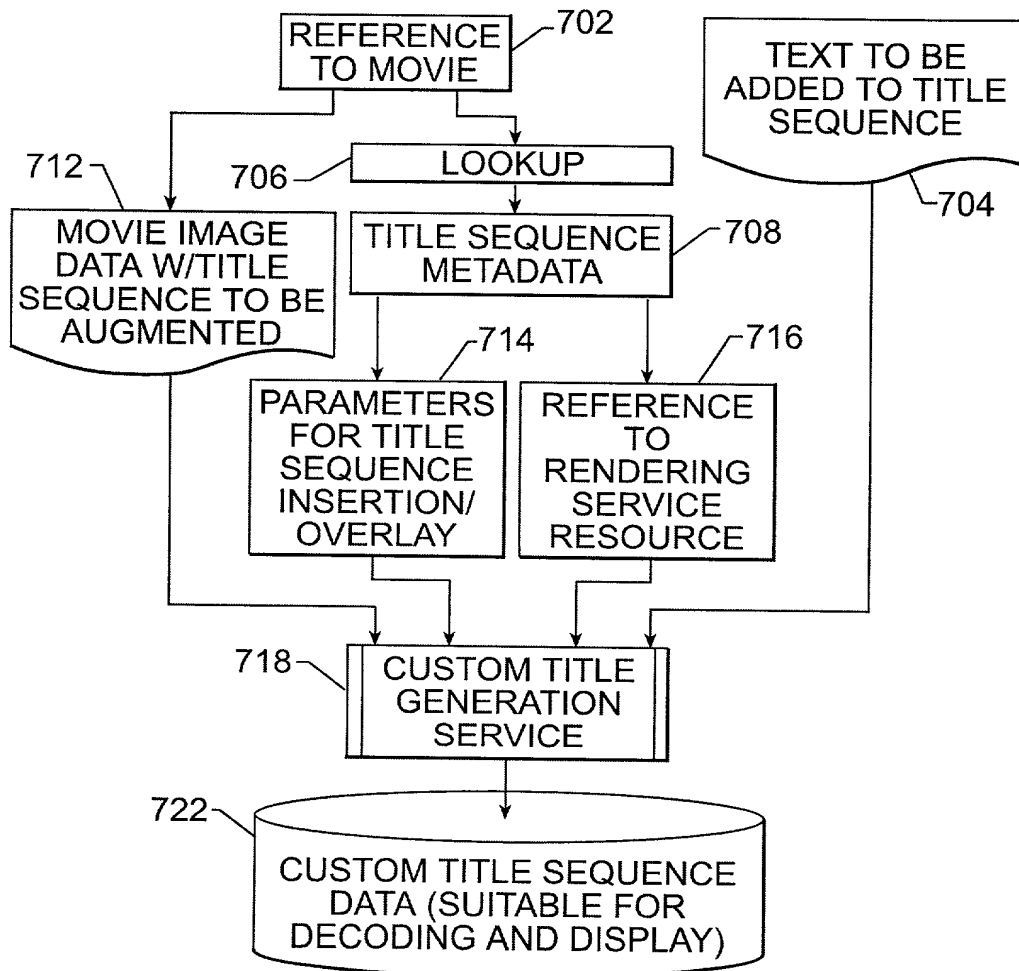 REFERENCE
TO MOVIE
702
TEXT TO BE
ADDED TO TITLE
SEQUENCE
704
706
LOOKUP
712
MOVIE IMAGE
DATA W/TITLE
SEQUENCE TO BE
AUGMENTED
TITLE SEQUENCE
METADATA
708
714
PARAMETERS
FOR TITLE
SEQUENCE
INSERTION/
OVERLAY
716
REFERENCE
TO
RENDERING
SERVICE
RESOURCE
718
CUSTOM TITLE
GENERATION
SERVICE
722
CUSTOM TITLE SEQUENCE
DATA (SUITABLE FOR
DECODING AND DISPLAY)